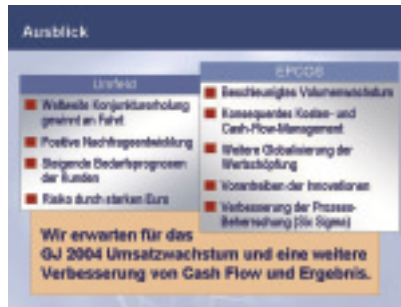 Ausblick
Umfeld
Weltweite Konjunkturerholung
gewinnt an Fahrt
Positive Nachfrageentwicklung
Steigende Bedarfsprognosen
der Kunden
Risiko durch starken Euro
EPCOS
Beschleunigtes Volumenwachstum
Konsequentes Kosten- und
Cash-Flow-Management
Weitere Globalisierung der
Wertschöpfung
Vorantreiben der Innovationen
Verbesserung der Prozess-
Beherrschung (Six Sigma)
Wir erwarten für das
GJ 2004 Umsatzwachstum und eine weitere
Verbesserung von Cash Flow und Ergebnis.